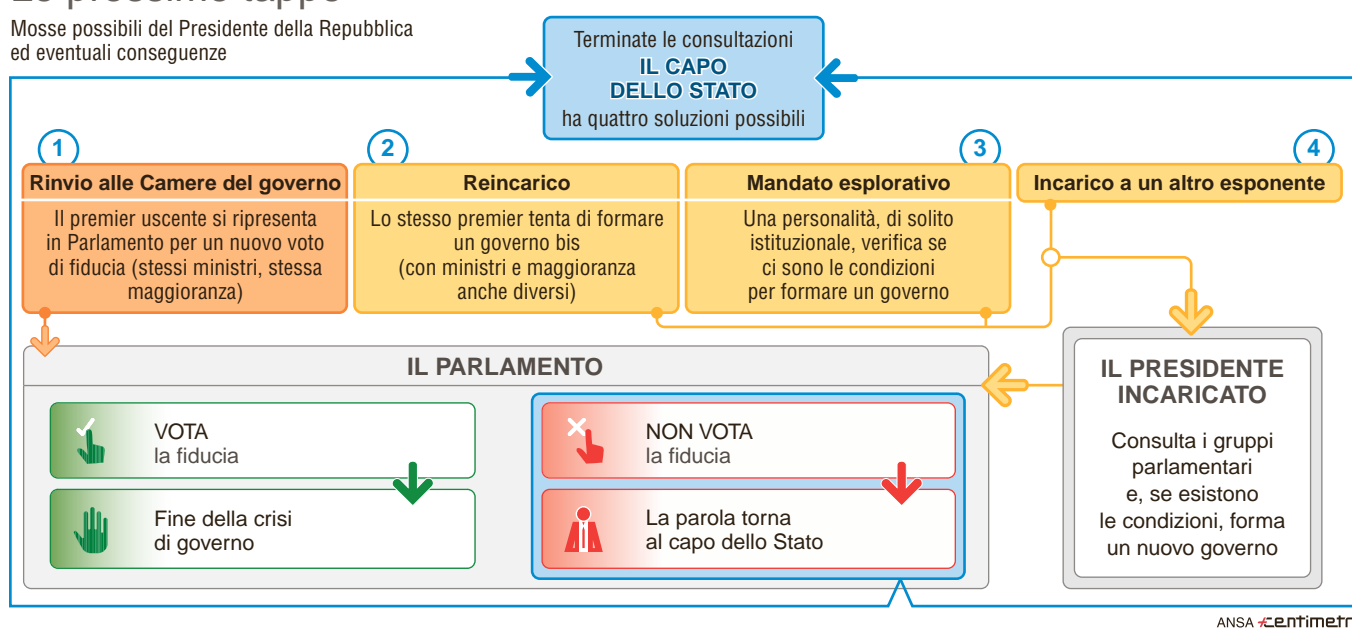 Le prossime tappe
Mosse possibili del Presidente della Repubblica
ed eventuali conseguenze
Terminate le consultazioni
IL CAPO
DELLO STATO
ha quattro soluzioni possibili
1
Rinvio alle Camere del governo
Il premier uscente si ripresenta
in Parlamento per un nuovo voto
di fiducia (stessi ministri, stessa
maggioranza)
2
Reincarico
Lo stesso premier tenta di formare
un governo bis
(con ministri e maggioranza
anche diversi)
3
Mandato esplorativo
Una personalità, di solito
istituzionale, verifica se
ci sono le condizioni
per formare un governo
4
Incarico a un altro esponente
IL PARLAMENTO
VOTA
la fiducia
Fine della crisi
di governo
NON VOTA
la fiducia
La parola torna
al capo dello Stato
IL PRESIDENTE
INCARICATO
Consulta i gruppi
parlamentari
e, se esistono
le condizioni, forma
un nuovo governo
ANSA centimetr